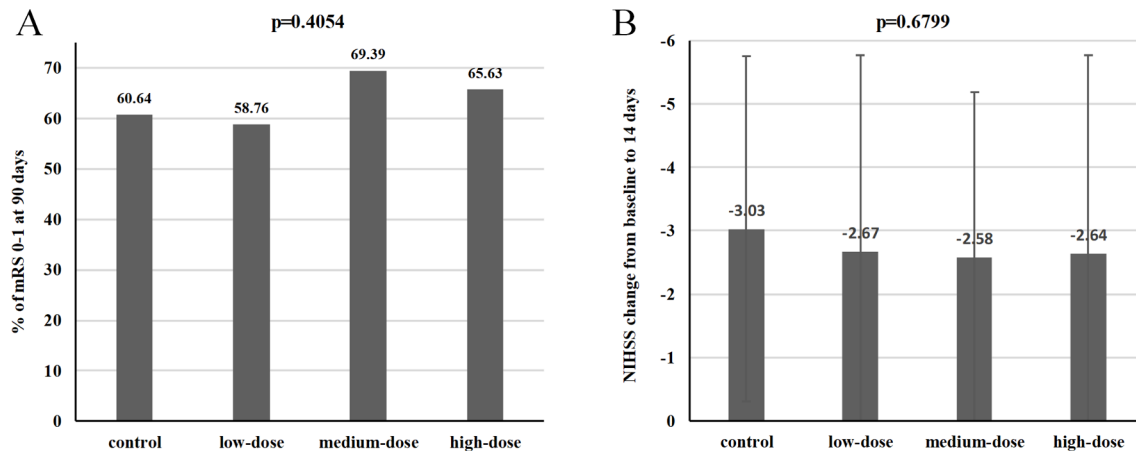 A
p=0.4054
% of mRS 0-1 at 90 days
70
60
50
40
30
20
10
0
60.64
58.76
69.39
65.63
control
low-dose
medium-dose
high-dose
B
p=0.6799
NIHSS change from baseline to 14 days
-6
-5
-4
-3
-2
-1
0
-3.03
-2.67
-2.58
-2.64
control
low-dose
medium-dose
high-dose